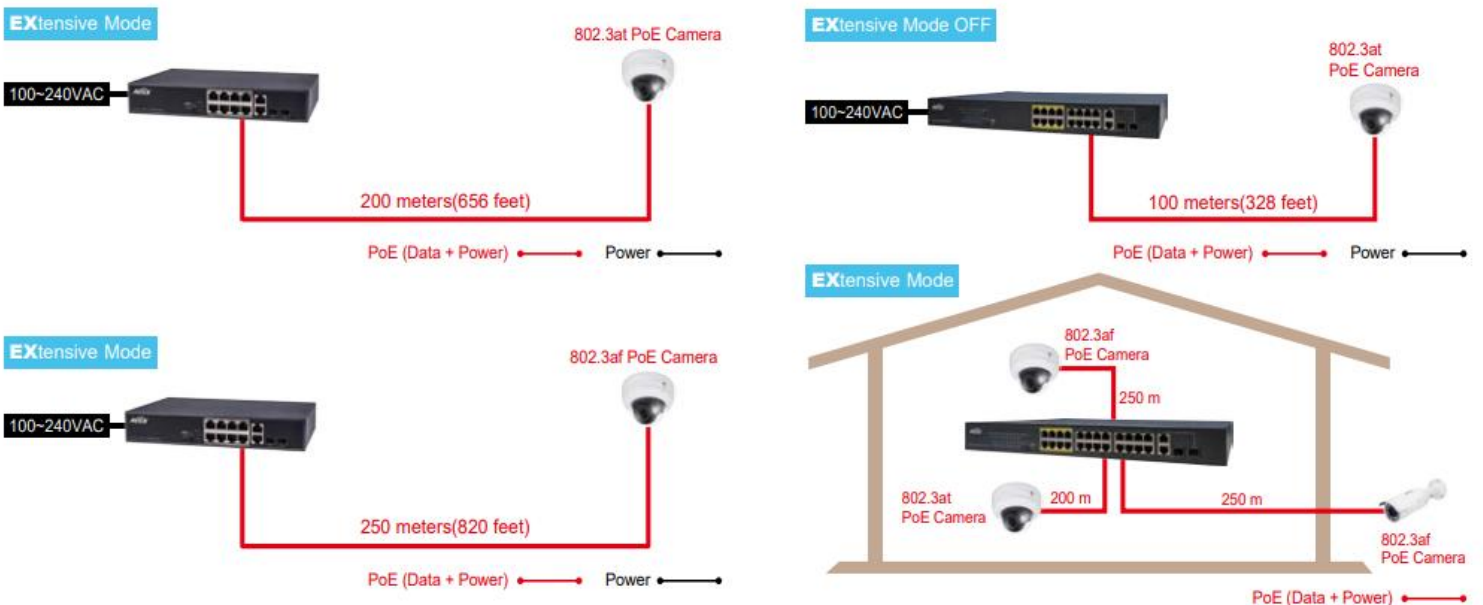 EXtensive Mode
802.3at PoE Camera
100~240VAC
200 meters(656 feet)
PoE (Data + Power)
Power
EXtensive Mode
802.3af PoE Camera
100~240VAC
250 meters(820 feet)
PoE (Data + Power)
Power
EXtensive Mode OFF
802.3at
PoE Camera
100~240VAC
100 meters(328 feet)
PoE (Data + Power)
Power
EXtensive Mode
802.3af
PoE Camera
250 m
802.3at
PoE Camera
200 m
250 m
802.3af
PoE Camera
PoE (Data + Power)